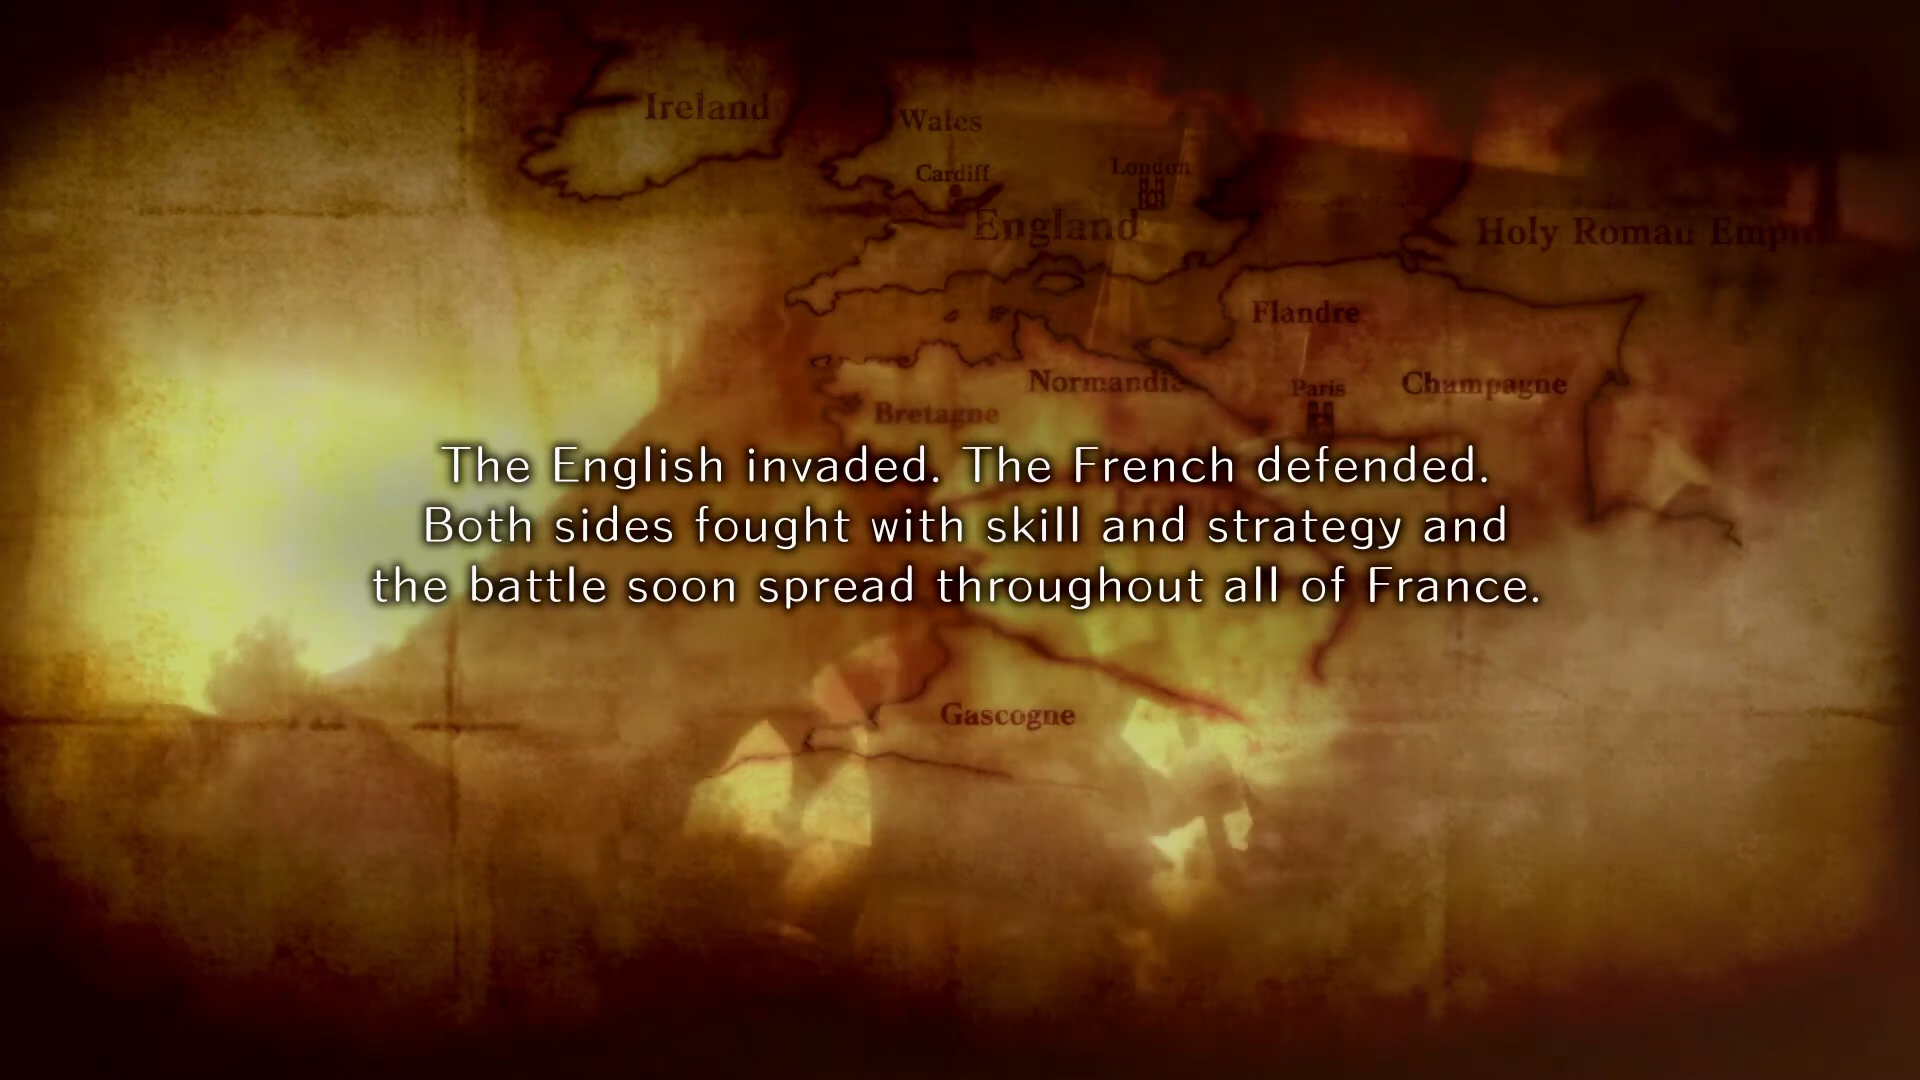 Ireland
Wales
Cardiff
London
England
Holy Roman Empire
Flandre
Normandie
Paris
Champagne
Bretagne
The English invaded. The French defended.
Both sides fought with skill and strategy and
the battle soon spread throughout all of France.
Gascogne